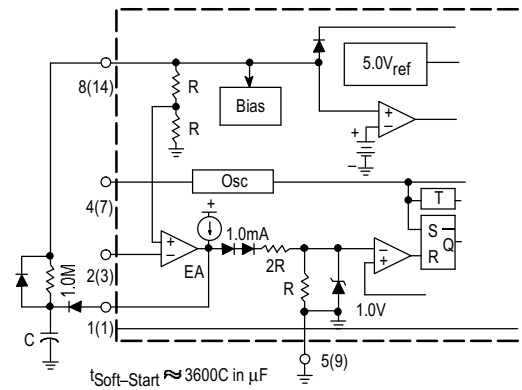 5.0V ref
8(14)
R
Bias
+
−
R
+
−
Osc
4(7)
T
+
1.0mA
S
Q
+
−
2R
−
+
R
2(3)
EA
R
1.0M
1.0V
1(1)
C
5(9)
tSoft–Start ≈ 3600C in μF